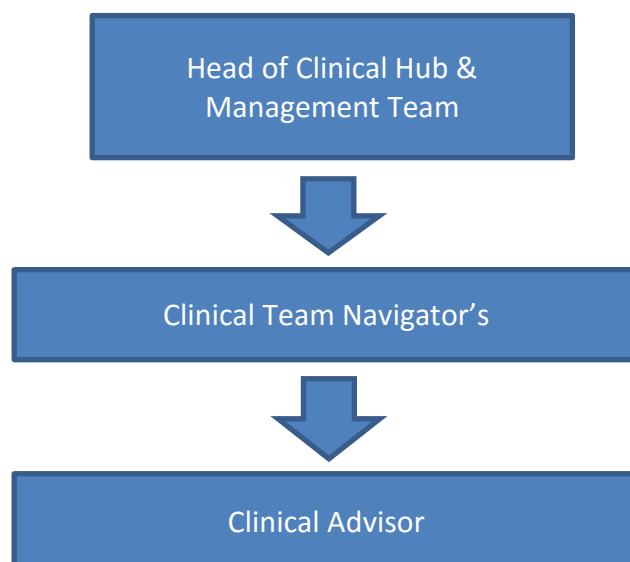 Head of Clinical Hub &
Management Team
Clinical Team Navigator’s
Clinical Advisor